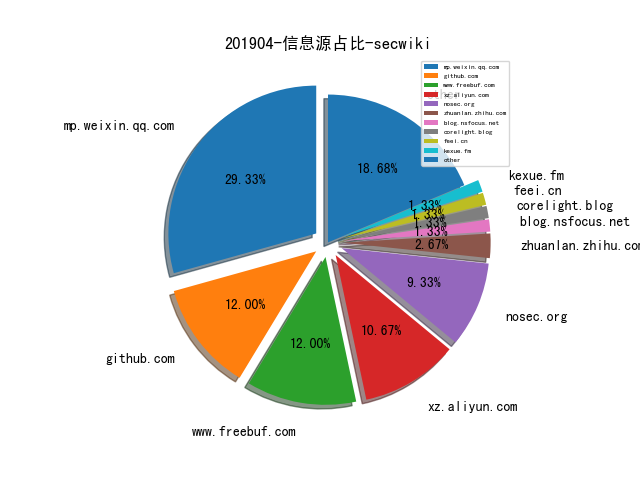 201904-信息源占比-secwiki
mp.weixin.qq.com
github.com
www.freebuf.com
xz.aliyun.com
nosec.org
zhuanlan.zhihu.com
blog.nsfocus.net
corelight.blog
feei.cn
kexue.fm
other
mp.weixin.qq.com
29.33%
18.68%
kexue.fm
1.33%
feei.cn
1.33%
corelight.blog
1.33%
blog.nsfocus.net
1.33%
zhuanlan.zhihu.com
2.67%
nosec.org
9.33%
github.com
12.00%
www.freebuf.com
12.00%
xz.aliyun.com
10.67%